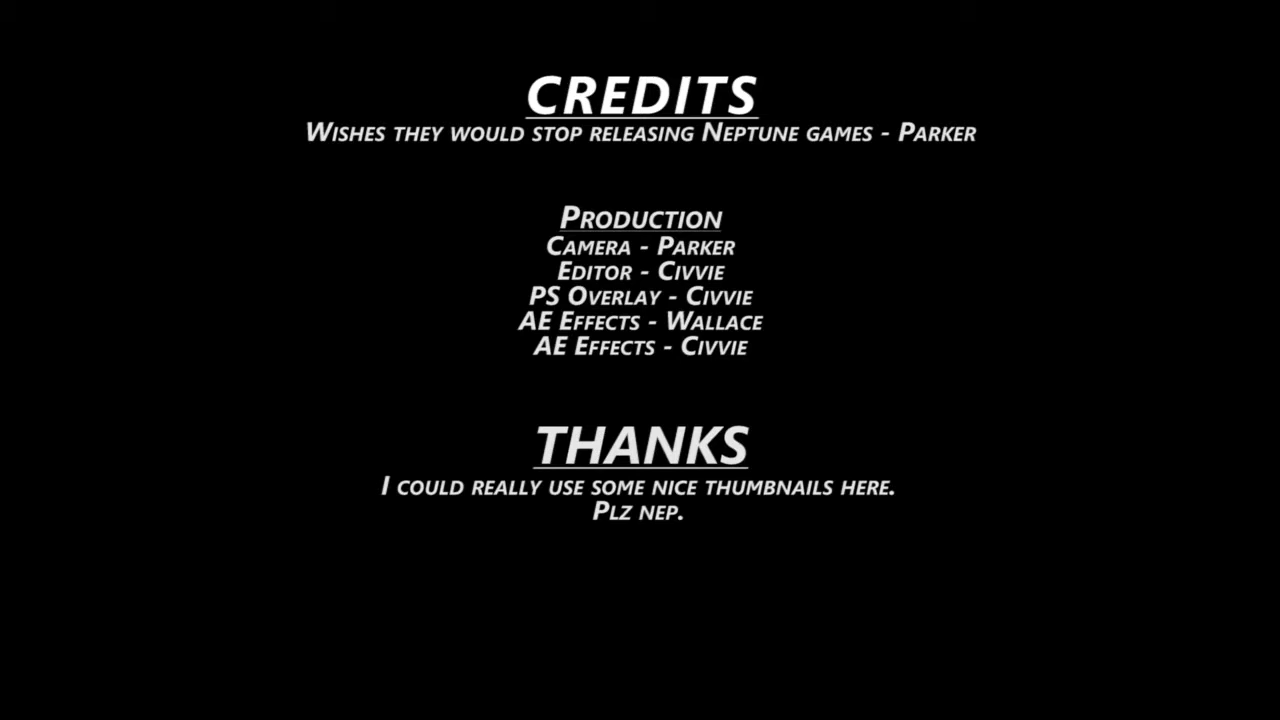 CREDITS
Wishes they would stop releasing Neptune games - Parker
Production
Camera - Parker
Editor - Civvie
PS Overlay - Civvie
AE Effects - Wallace
AE Effects - Civvie
THANKS
I could really use some nice thumbnails here.
Plz nep.